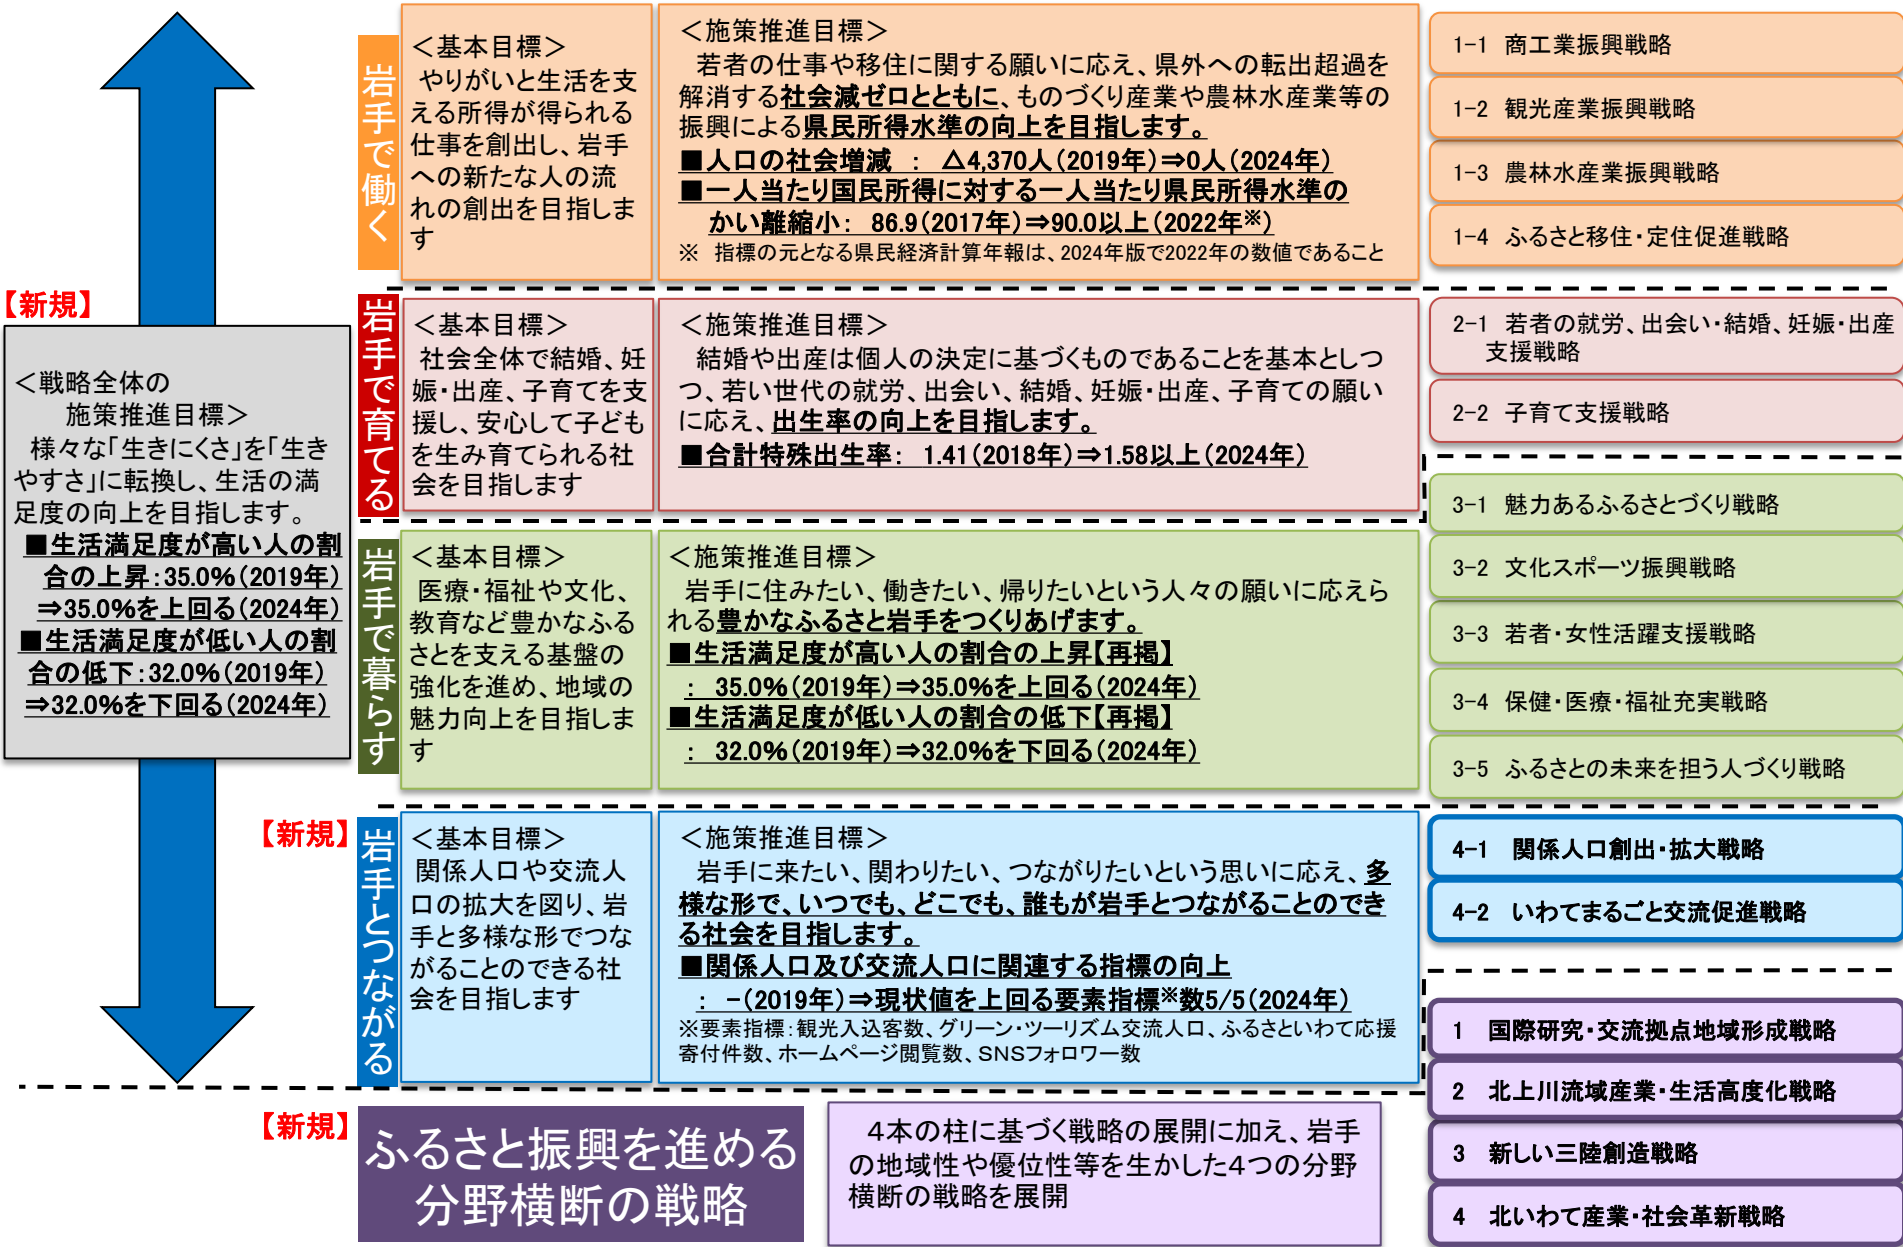 【新規】
＜戦略全体の
施策推進目標＞
様々な「生きにくさ」を「生き
やすさ」に転換し、生活の満
足度の向上を目指します。
■生活満足度が高い人の割
合の上昇：35.0％（2019年）
⇒35.0％を上回る（2024年）
■生活満足度が低い人の割
合の低下：32.0％（2019年）
⇒32.0％を下回る（2024年）
岩手で働く
＜基本目標＞
やりがいと生活を支
える所得が得られる
仕事を創出し、岩手
への新たな人の流
れの創出を目指しま
す
＜施策推進目標＞
若者の仕事や移住に関する願いに応え、県外への転出超過を
解消する社会減ゼロとともに、ものづくり産業や農林水産業等の
振興による県民所得水準の向上を目指します。
■人口の社会増減 ： △4,370人（2019年）⇒0人（2024年）
■一人当たり国民所得に対する一人当たり県民所得水準の
かい離縮小： 86.9（2017年）⇒90.0以上（2022年※）
※ 指標の元となる県民経済計算年報は、2024年版で2022年の数値であること
1-1 商工業振興戦略
1-2 観光産業振興戦略
1-3 農林水産業振興戦略
1-4 ふるさと移住・定住促進戦略
岩手で育てる
＜基本目標＞
社会全体で結婚、妊
娠・出産、子育てを支
援し、安心して子ども
を生み育てられる社
会を目指します
＜施策推進目標＞
結婚や出産は個人の決定に基づくものであることを基本としつ
つ、若い世代の就労、出会い、結婚、妊娠・出産、子育ての願い
に応え、出生率の向上を目指します。
■合計特殊出生率： 1.41（2018年）⇒1.58以上（2024年）
2-1 若者の就労、出会い・結婚、妊娠・出産
支援戦略
2-2 子育て支援戦略
岩手で暮らす
＜基本目標＞
医療・福祉や文化、
教育など豊かなふる
さとを支える基盤の
強化を進め、地域の
魅力向上を目指しま
す
＜施策推進目標＞
岩手に住みたい、働きたい、帰りたいという人々の願いに応えら
れる豊かなふるさと岩手をつくりあげます。
■生活満足度が高い人の割合の上昇【再掲】
： 35.0％（2019年）⇒35.0％を上回る（2024年）
■生活満足度が低い人の割合の低下【再掲】
： 32.0％（2019年）⇒32.0％を下回る（2024年）
3-1 魅力あるふるさとづくり戦略
3-2 文化スポーツ振興戦略
3-3 若者・女性活躍支援戦略
3-4 保健・医療・福祉充実戦略
3-5 ふるさとの未来を担う人づくり戦略
【新規】
岩手とつながる
＜基本目標＞
関係人口や交流人
口の拡大を図り、岩
手と多様な形でつな
がることのできる社
会を目指します
＜施策推進目標＞
岩手に来たい、関わりたい、つながりたいという思いに応え、多
様な形で、いつでも、どこでも、誰もが岩手とつながることのでき
る社会を目指します。
■関係人口及び交流人口に関連する指標の向上
： －（2019年）⇒現状値を上回る要素指標※数5/5（2024年）
※要素指標：観光入込客数、グリーン・ツーリズム交流人口、ふるさといわて応援
寄付件数、ホームページ閲覧数、SNSフォロワー数
4-1 関係人口創出・拡大戦略
4-2 いわてまるごと交流促進戦略
【新規】
ふるさと振興を進める
分野横断の戦略
４本の柱に基づく戦略の展開に加え、岩手
の地域性や優位性等を生かした４つの分野
横断の戦略を展開
1 国際研究・交流拠点地域形成戦略
2 北上川流域産業・生活高度化戦略
3 新しい三陸創造戦略
4 北いわて産業・社会革新戦略